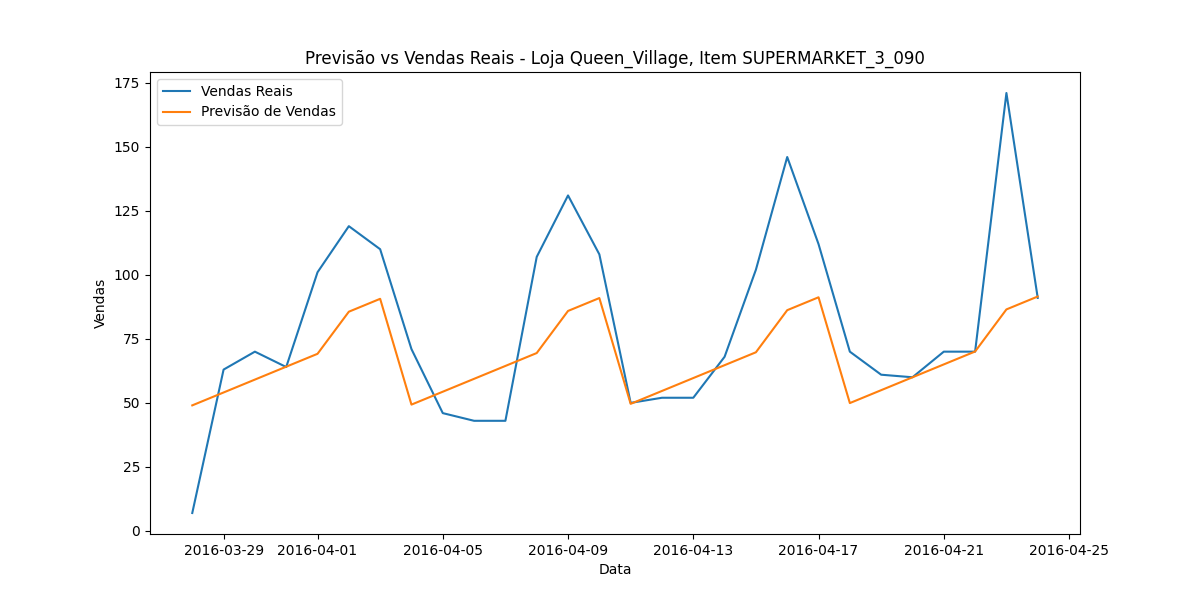 Previsão vs Vendas Reais - Loja Queen_Village, Item SUPERMARKET_3_090
Vendas Reais
Previsão de Vendas
175
150
125
100
75
50
25
0
Vendas
2016-03-29 2016-04-01 2016-04-05 2016-04-09 2016-04-13 2016-04-17 2016-04-21 2016-04-25
Data